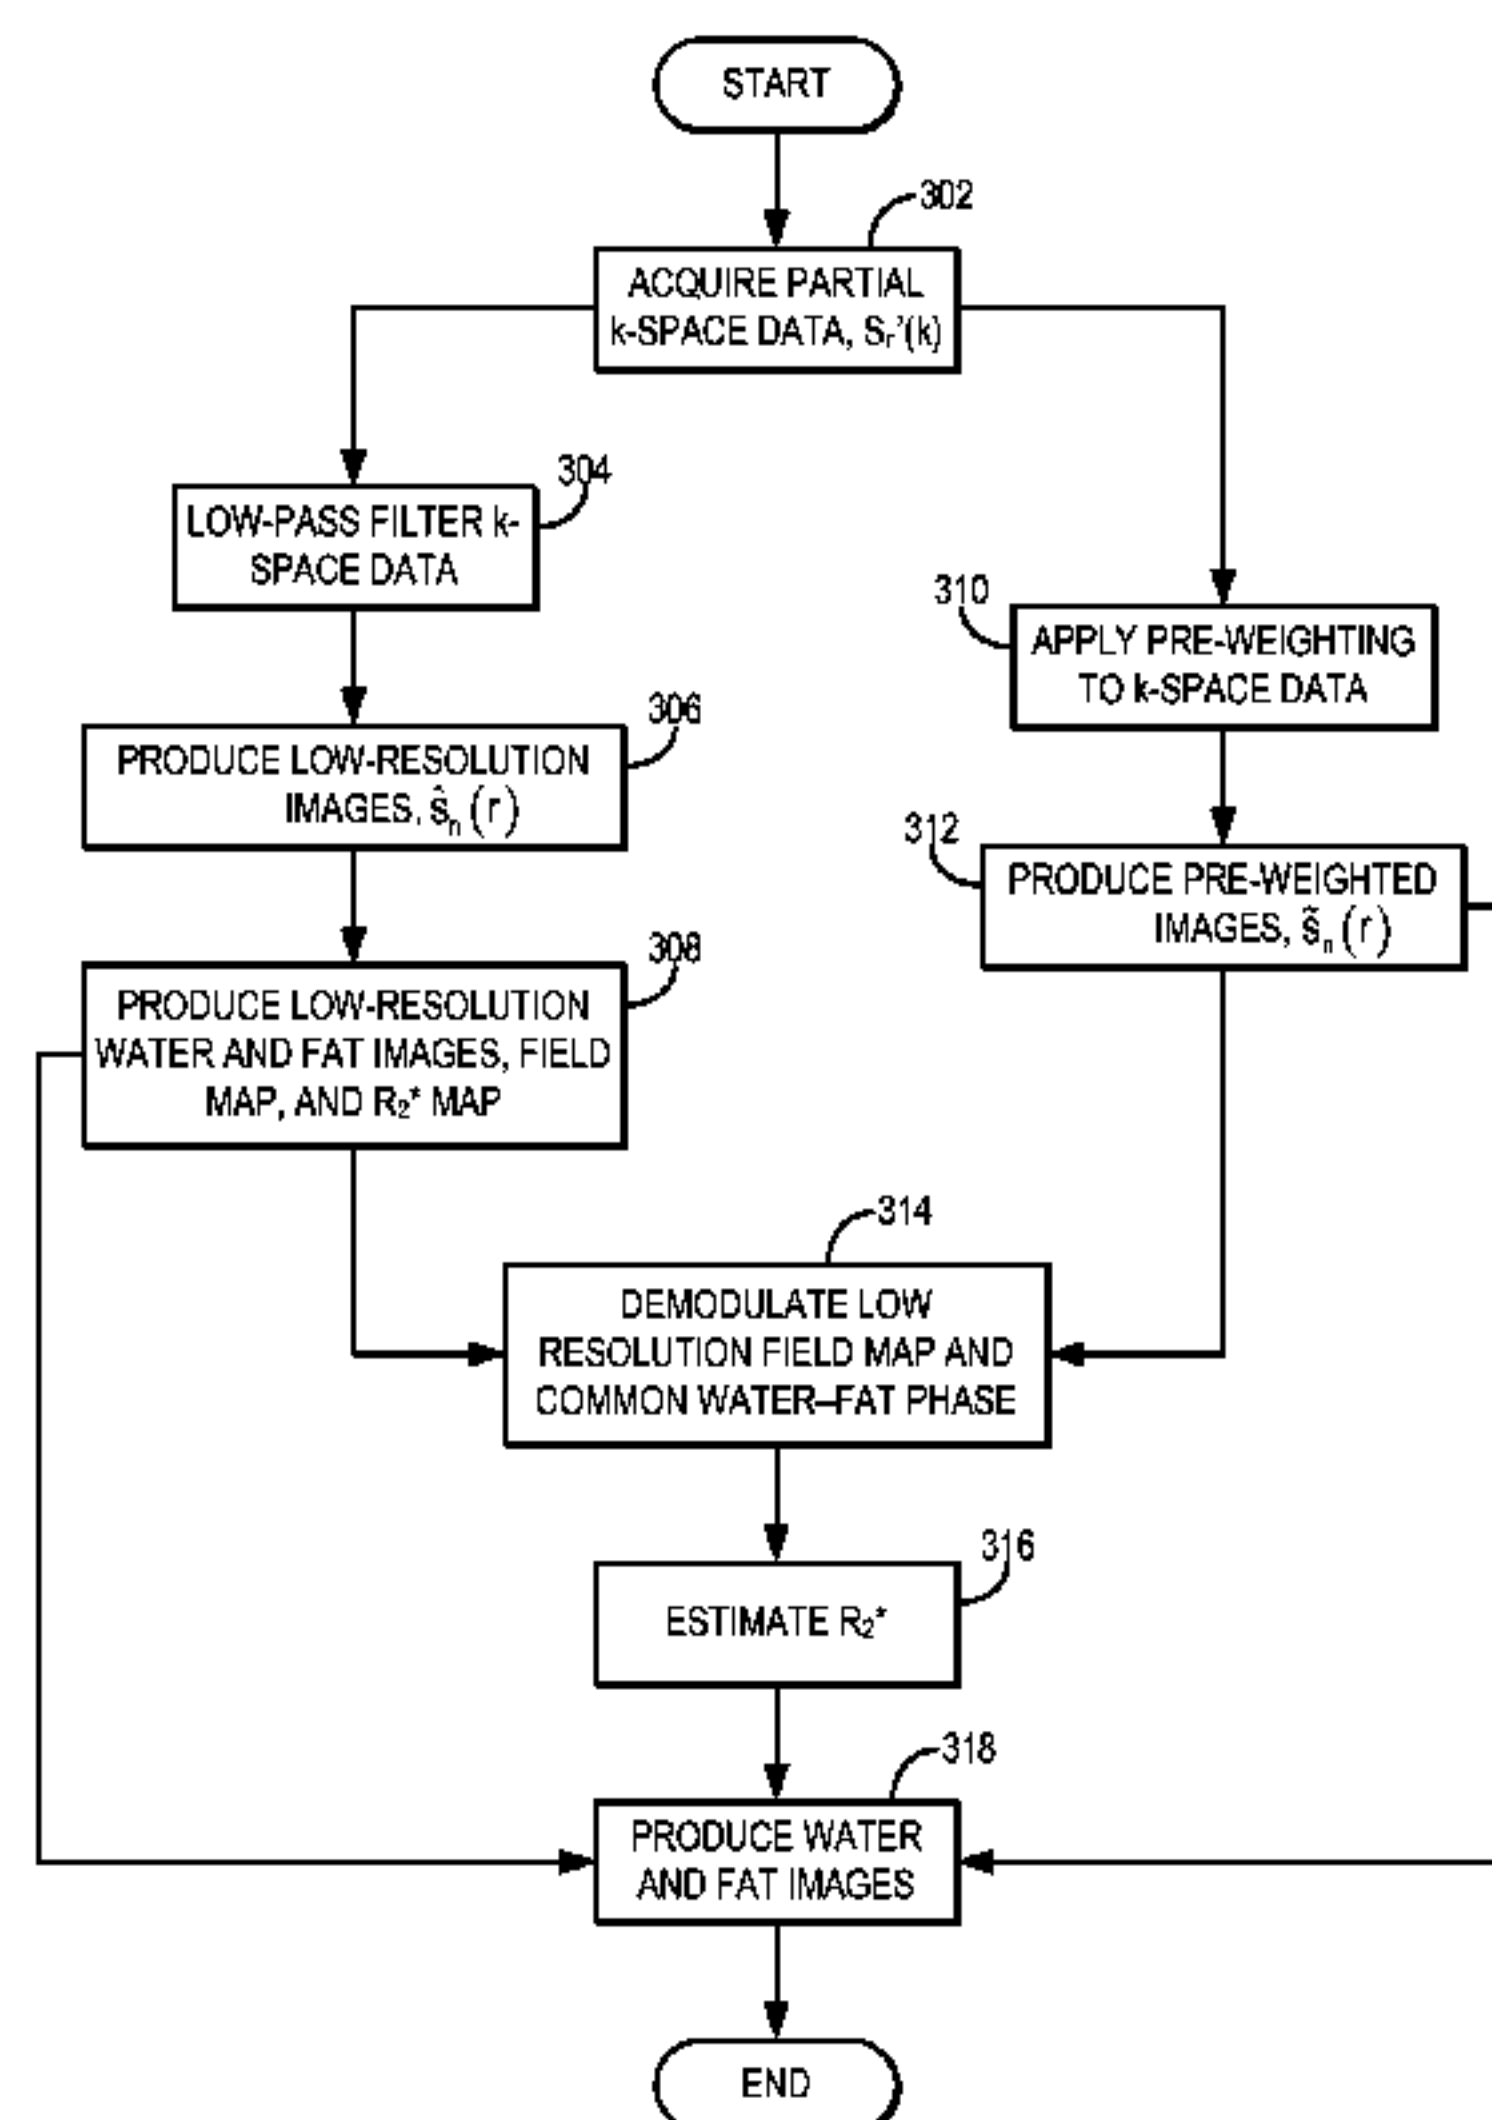 START
302
ACQUIRE PARTIAL
k-SPACE DATA, Sₙ'(k)
304
LOW-PASS FILTER k-
SPACE DATA
306
PRODUCE LOW-RESOLUTION
IMAGES, ŝₙ(r)
308
PRODUCE LOW-RESOLUTION
WATER AND FAT IMAGES, FIELD
MAP, AND R₂* MAP
310
APPLY PRE-WEIGHTING
TO k-SPACE DATA
312
PRODUCE PRE-WEIGHTED
IMAGES, s̃ₙ(r)
314
DEMODULATE LOW
RESOLUTION FIELD MAP AND
COMMON WATER–FAT PHASE
316
ESTIMATE R₂*
318
PRODUCE WATER
AND FAT IMAGES
END